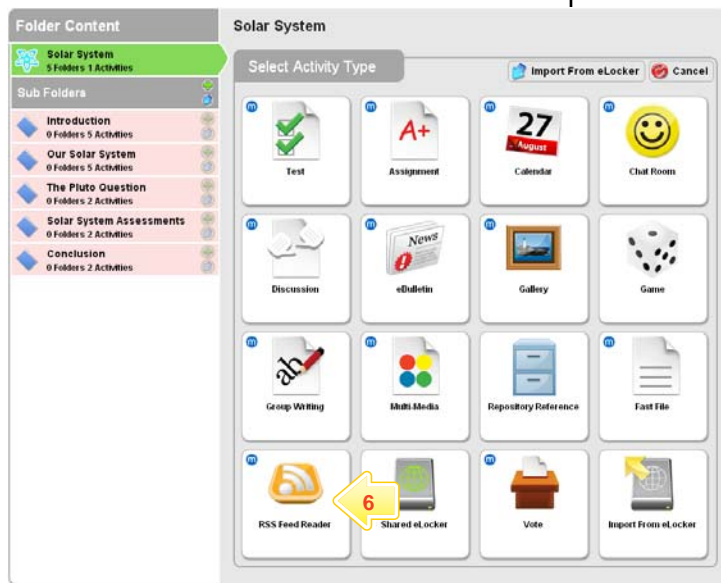 Folder Content
Solar System
5 Folders 1 Activities
Sub Folders
Introduction
0 Folders 5 Activities
Our Solar System
0 Folders 5 Activities
The Pluto Question
0 Folders 2 Activities
Solar System Assessments
0 Folders 2 Activities
Conclusion
0 Folders 2 Activities
Solar System
Select Activity Type
Import From eLocker
Cancel
m
Test
m
A+
Assignment
m
27
August
Calendar
m
Chat Room
m
Discussion
m
News
eBulletin
m
Gallery
Game
m
ab
Group Writing
m
Multi-Media
Repository Reference
m
Fast File
m
RSS Feed Reader
6
Shared eLocker
m
Vote
Import From eLocker